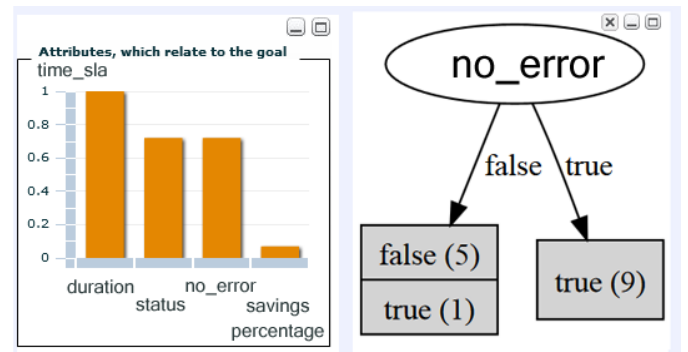 Attributes, which relate to the goal
time_sla
1
0.8
0.6
0.4
0.2
0
duration
status
no_error
savings
percentage
no_error
false
true
false (5)
true (1)
true (9)